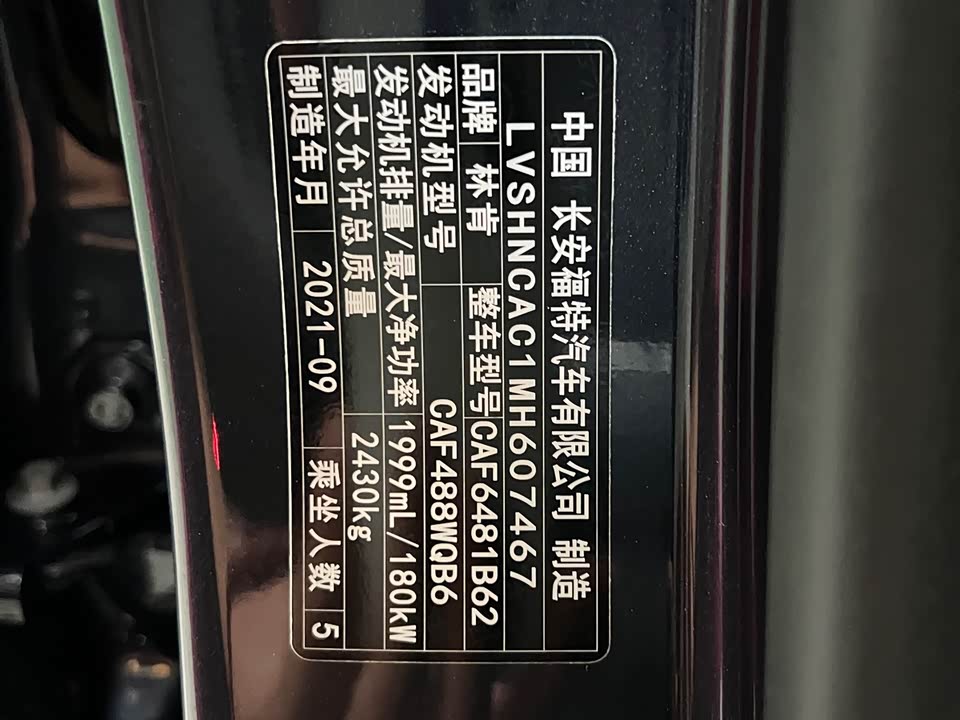 中国 长安福特汽车有限公司 制造
LVSHNCAC1MH607467
品牌 林肯 整车型号 CAF6481B62
发动机型号 CAF488WQB6
发动机排量/最大净功率 1999mL/180kW
最大允许总质量 2430kg
制造年月 2021-09 乘坐人数 5